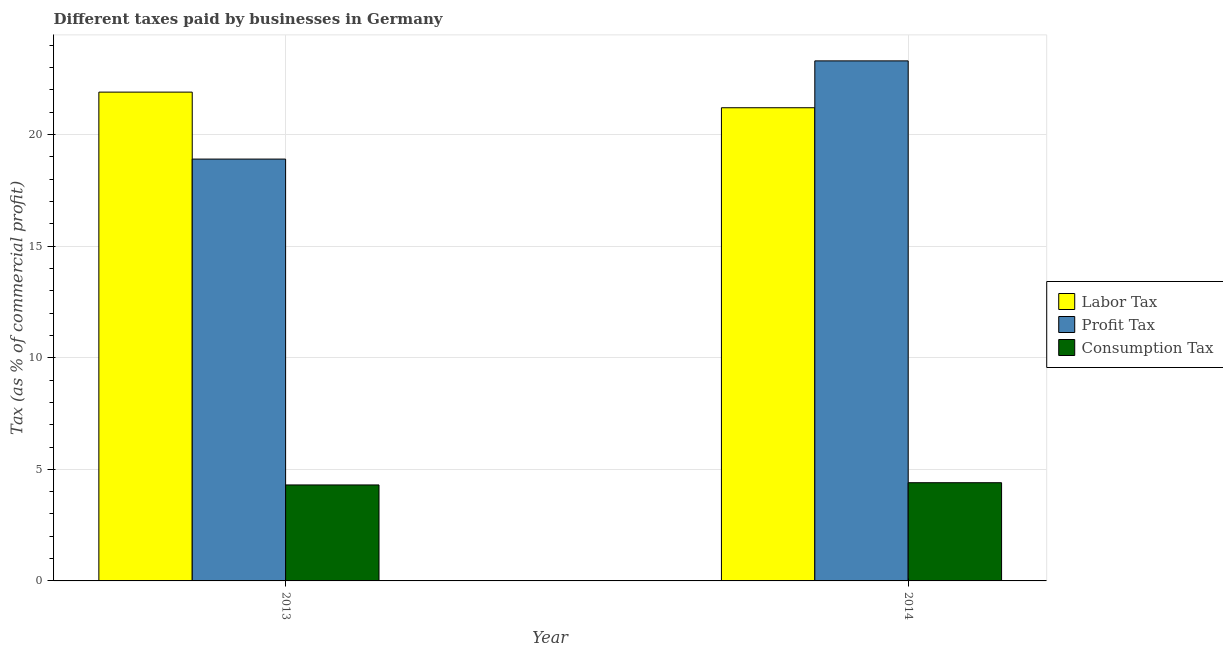 Different taxes paid by businesses in Germany
Tax (as % of commercial profit)
20
15
10
5
0
2013
2014
Year
Labor Tax
Profit Tax
Consumption Tax